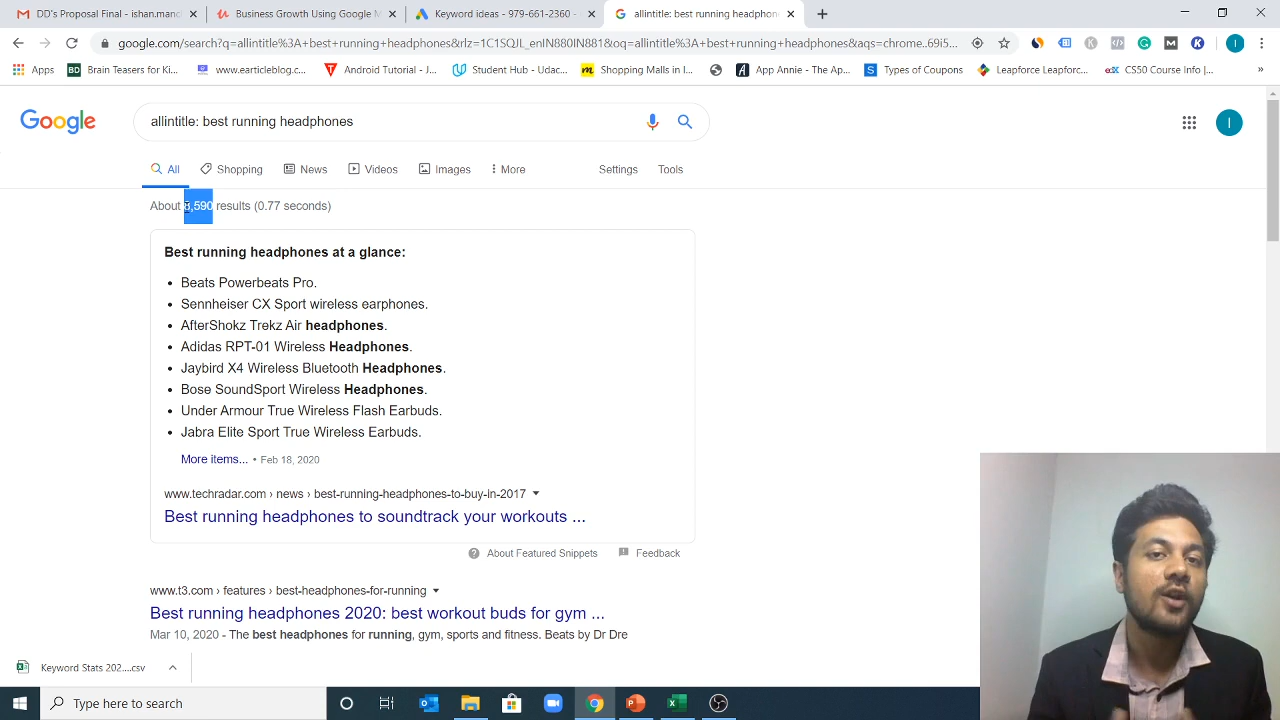 DD's Proposal Final - ishan.manc
Business Growth Using Google M
Keyword ideas - 979-661-2360 -
allintitle: best running headphone
google.com/search?q=allintitle%3A+best+running+headphones&rlz=1C1SQJL_enIN880IN881&oq=allintitle%3A+best+running+headphones&aqs=chrome..69i5...
Apps
BD Brain Teasers for Ki...
www.earticleblog.c...
Android Tutorial - J...
Student Hub - Udac...
Shopping Malls in I...
App Annie - The Ap...
Types of Coupons
Leapforce Leapforc...
CS50 Course Info |...
Google
allintitle: best running headphones
I
All
Shopping
News
Videos
Images
More
Settings
Tools
About 8,590 results (0.77 seconds)
Best running headphones at a glance:
• Beats Powerbeats Pro.
• Sennheiser CX Sport wireless earphones.
• AfterShokz Trekz Air headphones.
• Adidas RPT-01 Wireless Headphones.
• Jaybird X4 Wireless Bluetooth Headphones.
• Bose SoundSport Wireless Headphones.
• Under Armour True Wireless Flash Earbuds.
• Jabra Elite Sport True Wireless Earbuds.
More items... • Feb 18, 2020
www.techradar.com › news › best-running-headphones-to-buy-in-2017
Best running headphones to soundtrack your workouts ...
About Featured Snippets
Feedback
www.t3.com › features › best-headphones-for-running
Best running headphones 2020: best workout buds for gym ...
Mar 10, 2020 - The best headphones for running, gym, sports and fitness. Beats by Dr Dre
Keyword Stats 202....csv
Type here to search